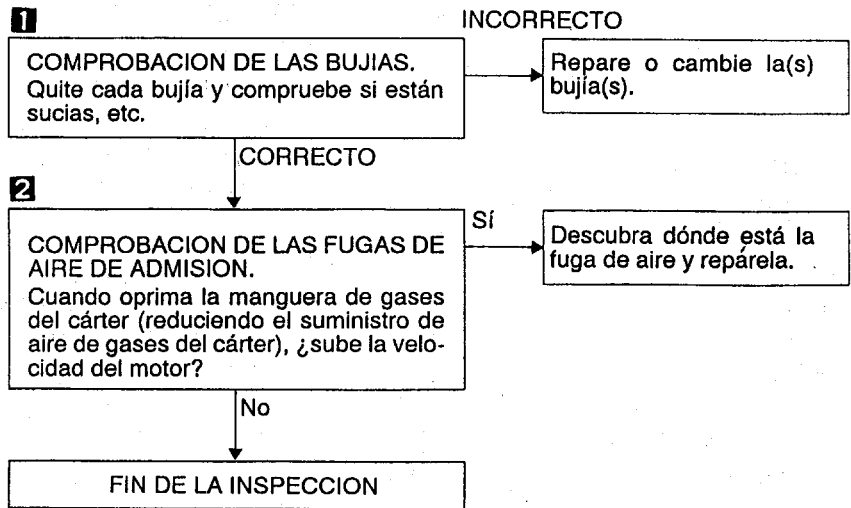 1
INCORRECTO
COMPROBACION DE LAS BUJIAS.
Quite cada bujía y compruebe si están
sucias, etc.
Repare o cambie la(s)
bujía(s).
CORRECTO
2
COMPROBACION DE LAS FUGAS DE
AIRE DE ADMISION.
Cuando oprima la manguera de gases
del cárter (reduciendo el suministro de
aire de gases del cárter), ¿sube la velo-
cidad del motor?
Sí
Descubra dónde está la
fuga de aire y repárela.
No
FIN DE LA INSPECCION